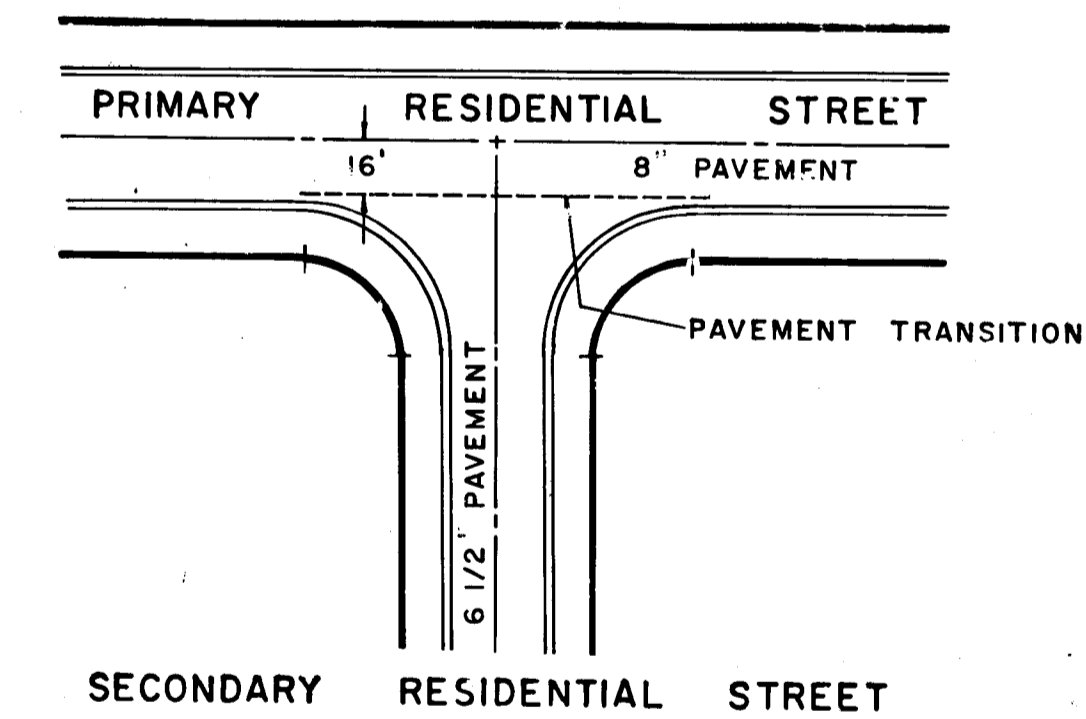 PRIMARY RESIDENTIAL STREET
16'
8" PAVEMENT
PAVEMENT TRANSITION
6 1/2" PAVEMENT
SECONDARY RESIDENTIAL STREET